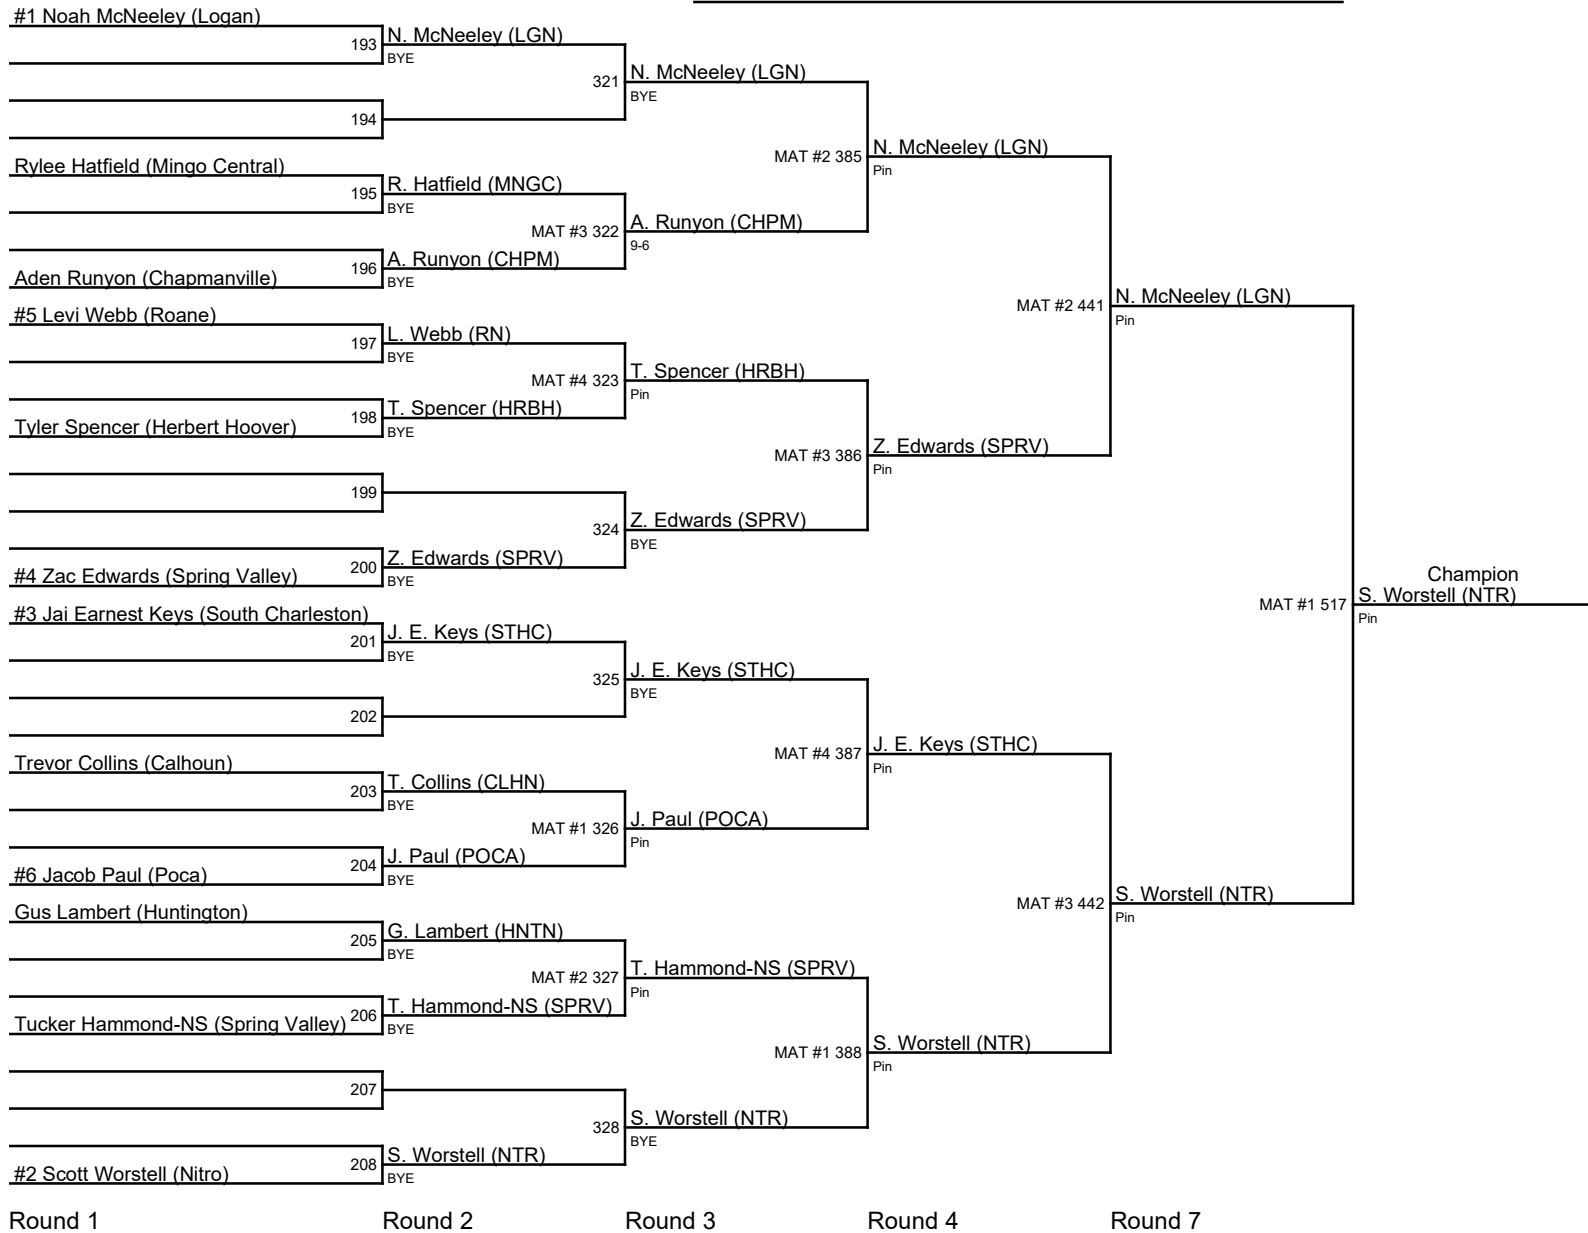 #1 Noah McNeeley (Logan)
193
N. McNeeley (LGN)
BYE
321
N. McNeeley (LGN)
BYE
194
MAT #2 385
N. McNeeley (LGN)
Pin
Rylee Hatfield (Mingo Central)
195
R. Hatfield (MNGC)
BYE
MAT #3 322
A. Runyon (CHPM)
9-6
196
A. Runyon (CHPM)
BYE
Aden Runyon (Chapmanville)
MAT #2 441
N. McNeeley (LGN)
Pin
#5 Levi Webb (Roane)
197
L. Webb (RN)
BYE
MAT #4 323
T. Spencer (HRBH)
Pin
198
T. Spencer (HRBH)
BYE
Tyler Spencer (Herbert Hoover)
MAT #3 386
Z. Edwards (SPRV)
Pin
199
324
Z. Edwards (SPRV)
BYE
200
Z. Edwards (SPRV)
BYE
#4 Zac Edwards (Spring Valley)
Champion
MAT #1 517
S. Worstell (NTR)
Pin
#3 Jai Earnest Keys (South Charleston)
201
J. E. Keys (STHC)
BYE
325
J. E. Keys (STHC)
BYE
202
MAT #4 387
J. E. Keys (STHC)
Pin
Trevor Collins (Calhoun)
203
T. Collins (CLHN)
BYE
MAT #1 326
J. Paul (POCA)
Pin
204
J. Paul (POCA)
BYE
#6 Jacob Paul (Poca)
MAT #3 442
S. Worstell (NTR)
Pin
Gus Lambert (Huntington)
205
G. Lambert (HNTN)
BYE
MAT #2 327
T. Hammond-NS (SPRV)
Pin
206
T. Hammond-NS (SPRV)
BYE
Tucker Hammond-NS (Spring Valley)
MAT #1 388
S. Worstell (NTR)
Pin
207
328
S. Worstell (NTR)
BYE
208
S. Worstell (NTR)
BYE
#2 Scott Worstell (Nitro)
Round 1
Round 2
Round 3
Round 4
Round 7